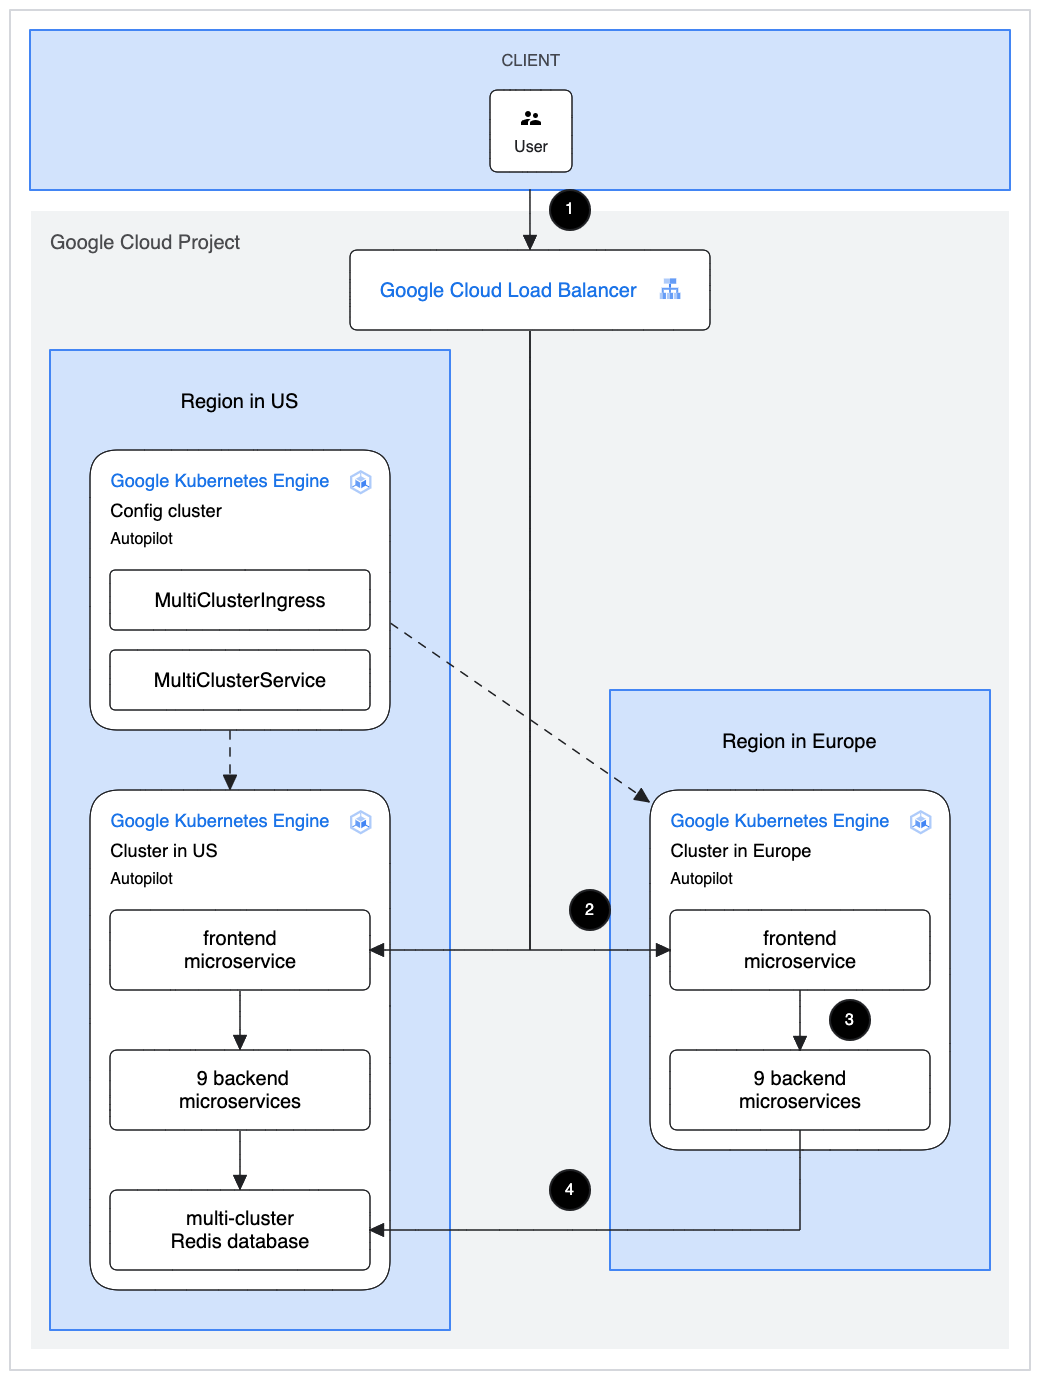 CLIENT
User
1
Google Cloud Project
Google Cloud Load Balancer
Region in US
Google Kubernetes Engine
Config cluster
Autopilot
MultiClusterIngress
MultiClusterService
Region in Europe
Google Kubernetes Engine
Cluster in US
Autopilot
Google Kubernetes Engine
Cluster in Europe
Autopilot
2
frontend
microservice
frontend
microservice
3
9 backend
microservices
9 backend
microservices
4
multi-cluster
Redis database